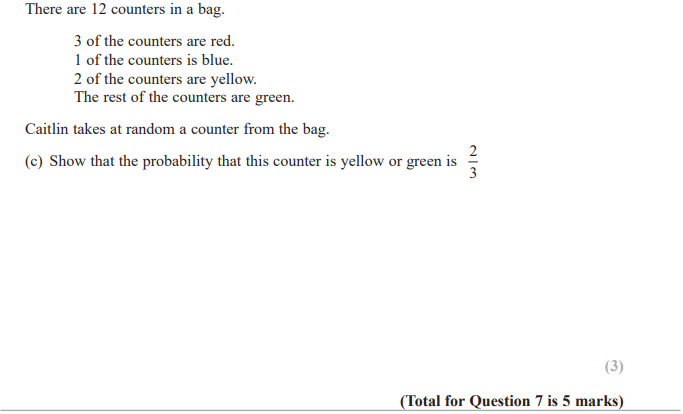 There are 12 counters in a bag.
3 of the counters are red.
1 of the counters is blue.
2 of the counters are yellow.
The rest of the counters are green.
Caitlin takes at random a counter from the bag.
(c) Show that the probability that this counter is yellow or green is 2/3
(3)
(Total for Question 7 is 5 marks)